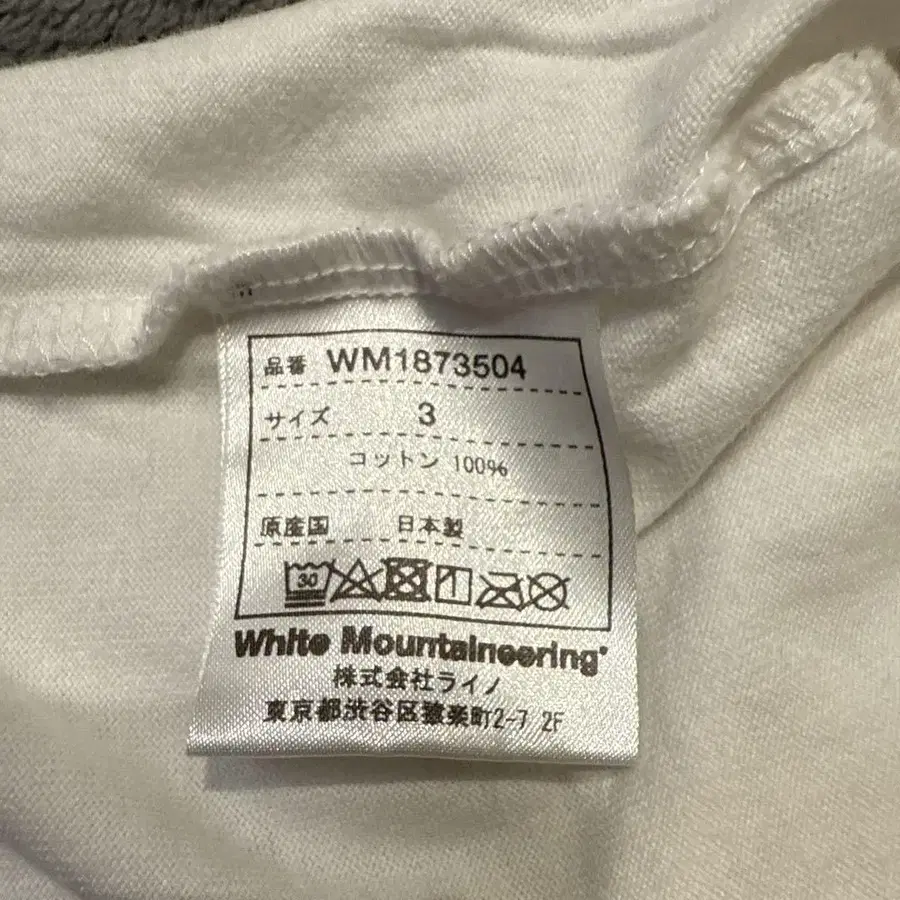 品番 WM1873504
サイズ 3
コットン 100%
原産国 日本製
30
White Mountaineering
株式会社ライノ
東京都渋谷区猿楽町2-7 2F